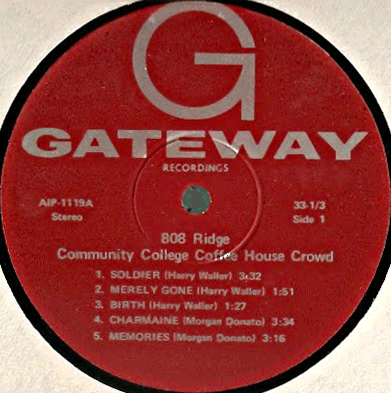 G
GATEWAY
RECORDINGS
AIP-1119A
Stereo
33-1/3
Side 1
808 Ridge
Community College Coffee House Crowd
1. SOLDIER (Harry Waller) 3:32
2. MERELY GONE (Harry Waller) 1:51
3. BIRTH (Harry Waller) 1:27
4. CHARMAINE (Morgan Donato) 3:34
5. MEMORIES (Morgan Donato) 3:16